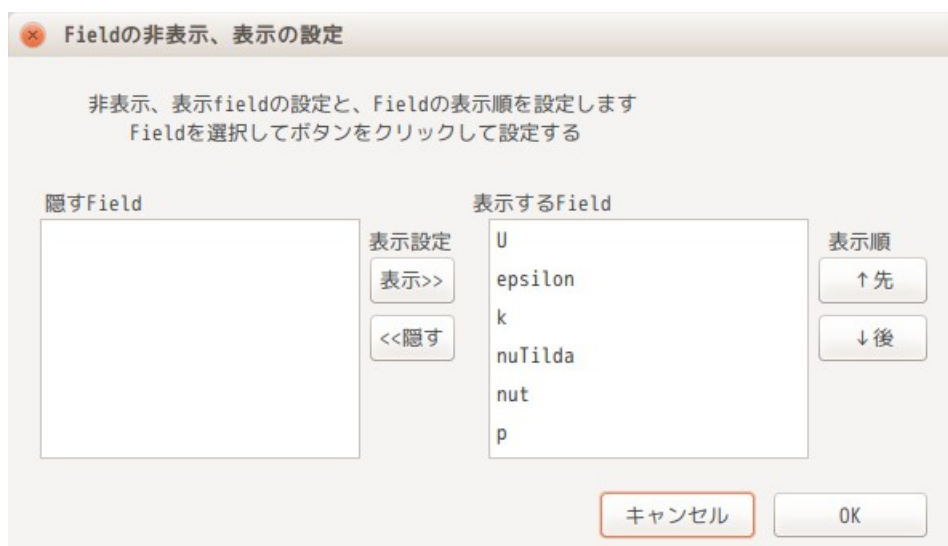 Fieldの非表示、表示の設定
非表示、表示fieldの設定と、Fieldの表示順を設定します
Fieldを選択してボタンをクリックして設定する
隠すField
表示設定
表示>>
<<隠す
表示するField
U
epsilon
k
nuTilda
nut
p
表示順
↑先
↓後
キャンセル
OK